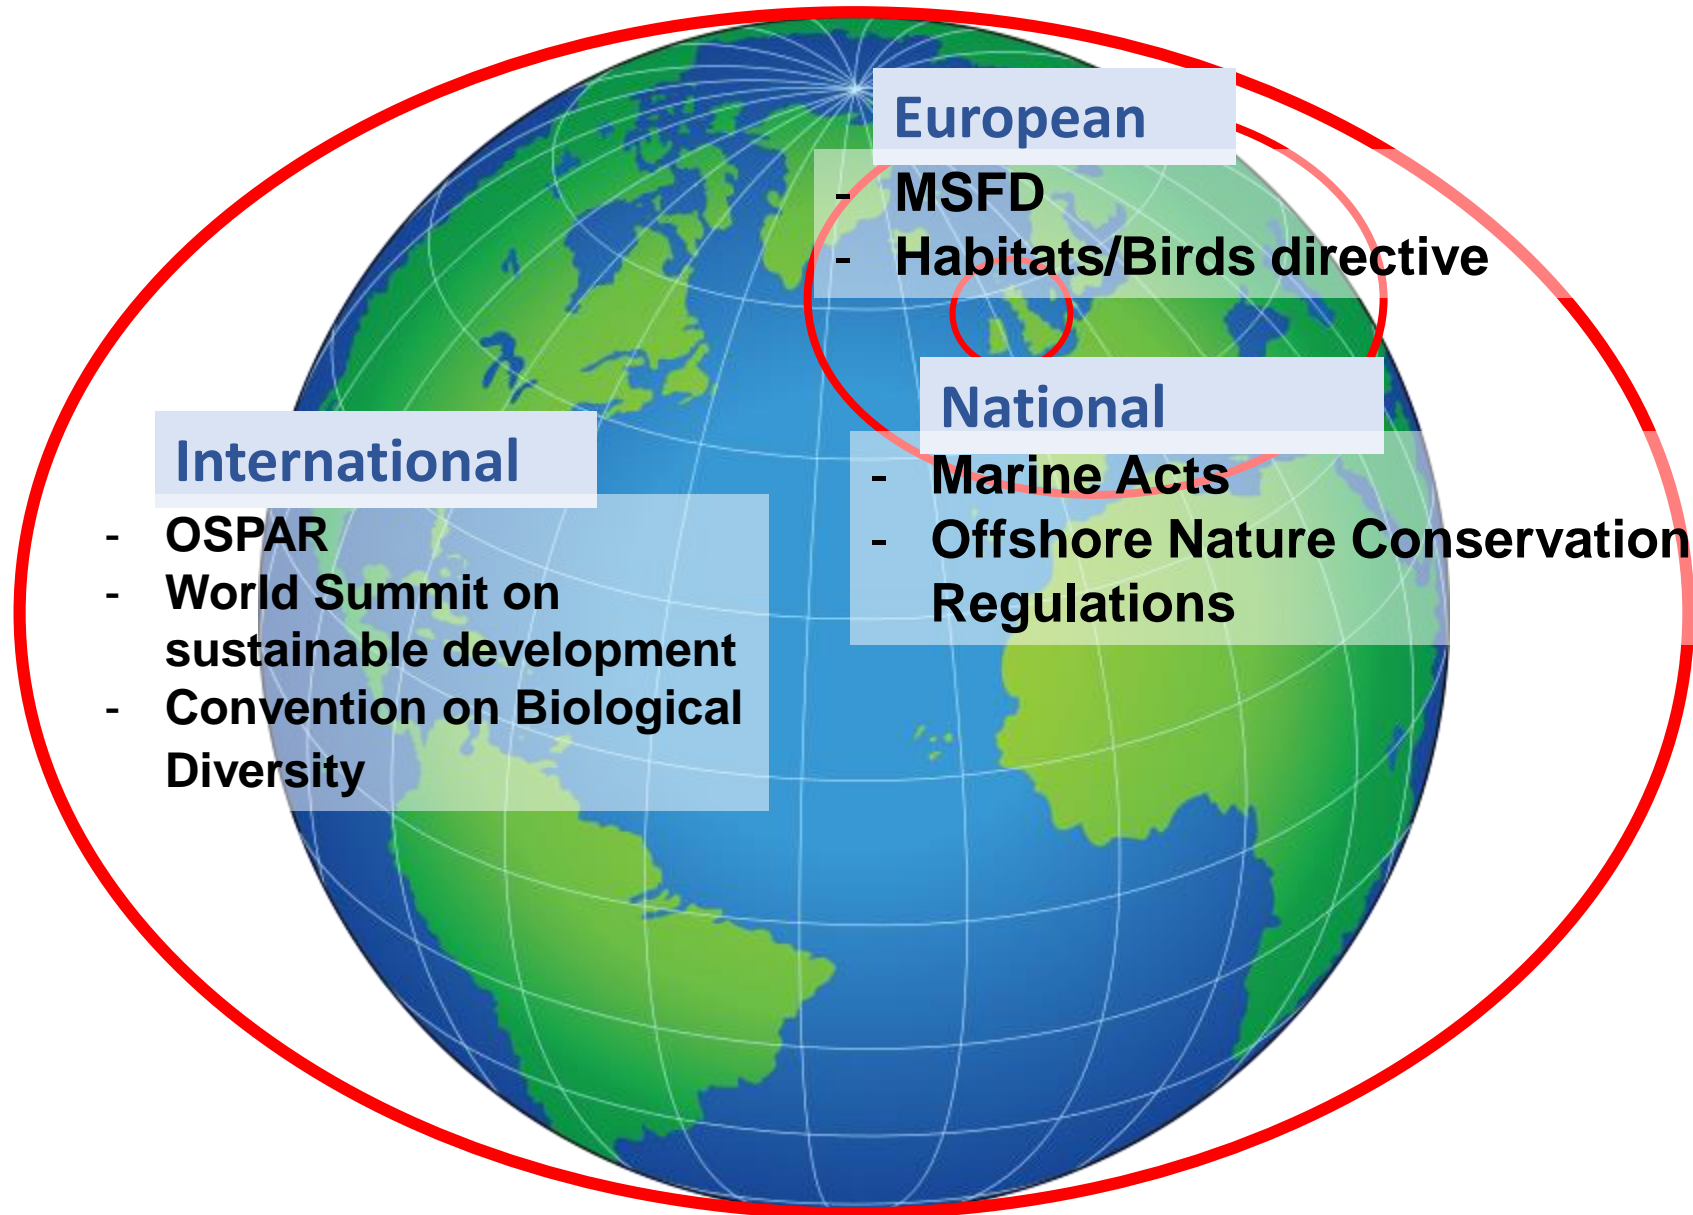 European
- MSFD
- Habitats/Birds directive
National
- Marine Acts
- Offshore Nature Conservation
Regulations
International
- OSPAR
- World Summit on
sustainable development
- Convention on Biological
Diversity